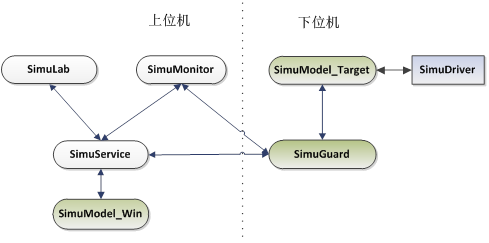 上位机
下位机
SimuLab
SimuMonitor
SimuModel_Target
SimuDriver
SimuService
SimuGuard
SimuModel_Win